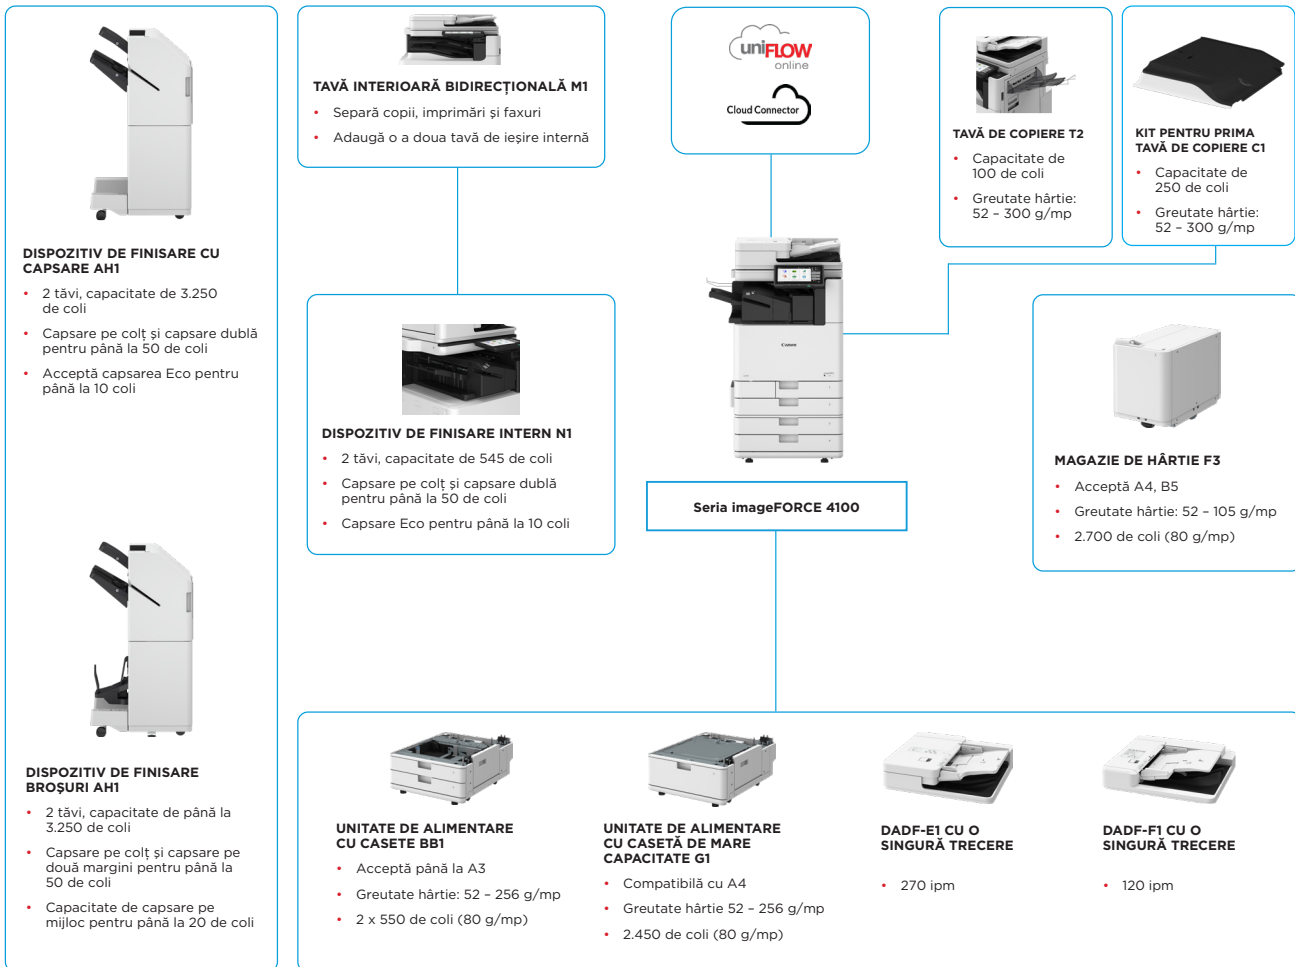 DISPOZITIV DE FINISARE CU
CAPSARE AH1
• 2 tăvi, capacitate de 3.250
de coli
• Capsare pe colț și capsare dublă
pentru până la 50 de coli
• Acceptă capsarea Eco pentru
până la 10 coli
DISPOZITIV DE FINISARE
BROȘURI AH1
• 2 tăvi, capacitate de până la
3.250 de coli
• Capsare pe colț și capsare pe
două margini pentru până la
50 de coli
• Capacitate de capsare pe
mijloc pentru până la 20 de coli
TAVĂ INTERIOARĂ BIDIRECȚIONALĂ M1
• Separă copii, imprimări și faxuri
• Adaugă o a doua tavă de ieșire internă
DISPOZITIV DE FINISARE INTERN N1
• 2 tăvi, capacitate de 545 de coli
• Capsare pe colț și capsare dublă
pentru până la 50 de coli
• Capsare Eco pentru până la 10 coli
uniFLOW
online
Cloud Connector
Canon
Seria imageFORCE 4100
TAVĂ DE COPIERE T2
• Capacitate de
100 de coli
• Greutate hârtie:
52 – 300 g/mp
KIT PENTRU PRIMA
TAVĂ DE COPIERE C1
• Capacitate de
250 de coli
• Greutate hârtie:
52 – 300 g/mp
MAGAZIE DE HÂRTIE F3
• Acceptă A4, B5
• Greutate hârtie: 52 – 105 g/mp
• 2.700 de coli (80 g/mp)
UNITATE DE ALIMENTARE
CU CASETE BB1
• Acceptă până la A3
• Greutate hârtie: 52 – 256 g/mp
• 2 x 550 de coli (80 g/mp)
UNITATE DE ALIMENTARE
CU CASETĂ DE MARE
CAPACITATE G1
• Compatibilă cu A4
• Greutate hârtie 52 – 256 g/mp
• 2.450 de coli (80 g/mp)
DADF-E1 CU O
SINGURĂ TRECERE
• 270 ipm
DADF-F1 CU O
SINGURĂ TRECERE
• 120 ipm